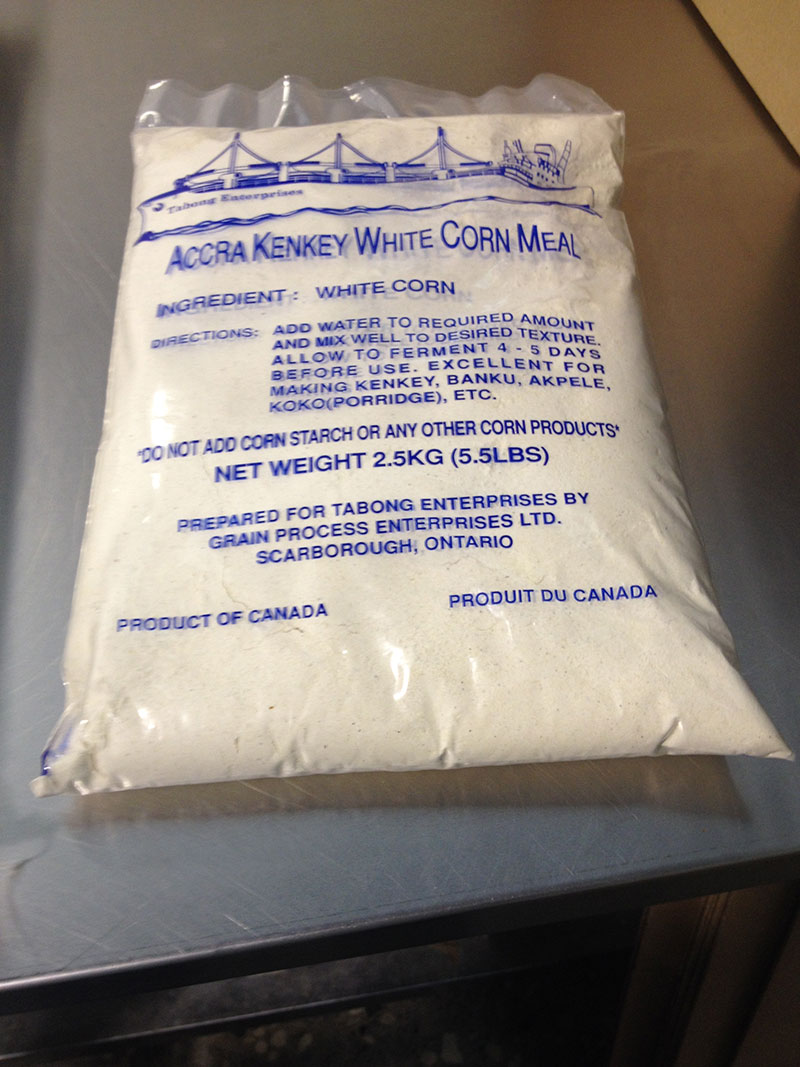 Tabong Enterprises
ACCRA KENKEY WHITE CORN MEAL
INGREDIENT: WHITE CORN
DIRECTIONS: ADD WATER TO REQUIRED AMOUNT
AND MIX WELL TO DESIRED TEXTURE.
ALLOW TO FERMENT 4 - 5 DAYS
BEFORE USE. EXCELLENT FOR
MAKING KENKEY, BANKU, AKPELE,
KOKO(PORRIDGE), ETC.
*DO NOT ADD CORN STARCH OR ANY OTHER CORN PRODUCTS*
NET WEIGHT 2.5KG (5.5LBS)
PREPARED FOR TABONG ENTERPRISES BY
GRAIN PROCESS ENTERPRISES LTD.
SCARBOROUGH, ONTARIO
PRODUCT OF CANADA
PRODUIT DU CANADA